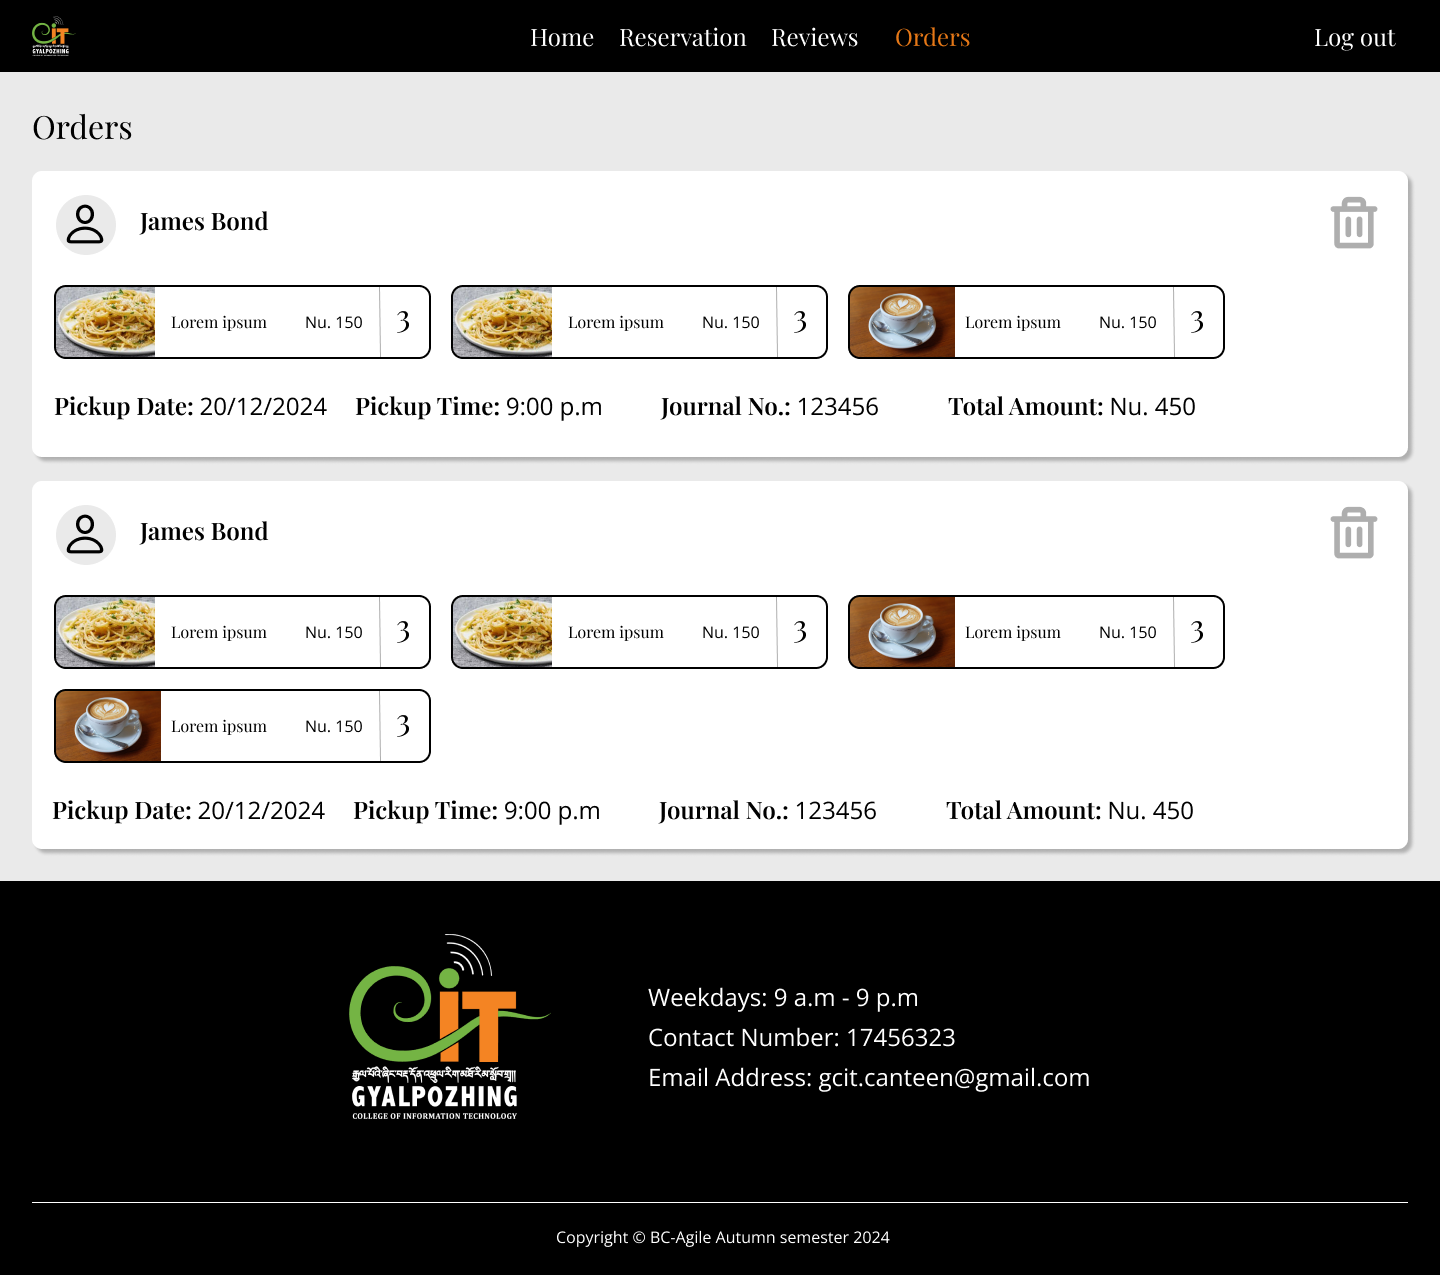 CiT
GYALPOZHING
Home Reservation Reviews Orders Log out
Orders
James Bond
Lorem ipsum Nu. 150 3 Lorem ipsum Nu. 150 3 Lorem ipsum Nu. 150 3
Pickup Date: 20/12/2024 Pickup Time: 9:00 p.m Journal No.: 123456 Total Amount: Nu. 450
James Bond
Lorem ipsum Nu. 150 3 Lorem ipsum Nu. 150 3 Lorem ipsum Nu. 150 3
Lorem ipsum Nu. 150 3
Pickup Date: 20/12/2024 Pickup Time: 9:00 p.m Journal No.: 123456 Total Amount: Nu. 450
CiT
GYALPOZHING
COLLEGE OF INFORMATION TECHNOLOGY
Weekdays: 9 a.m - 9 p.m
Contact Number: 17456323
Email Address: gcit.canteen@gmail.com
Copyright © BC-Agile Autumn semester 2024